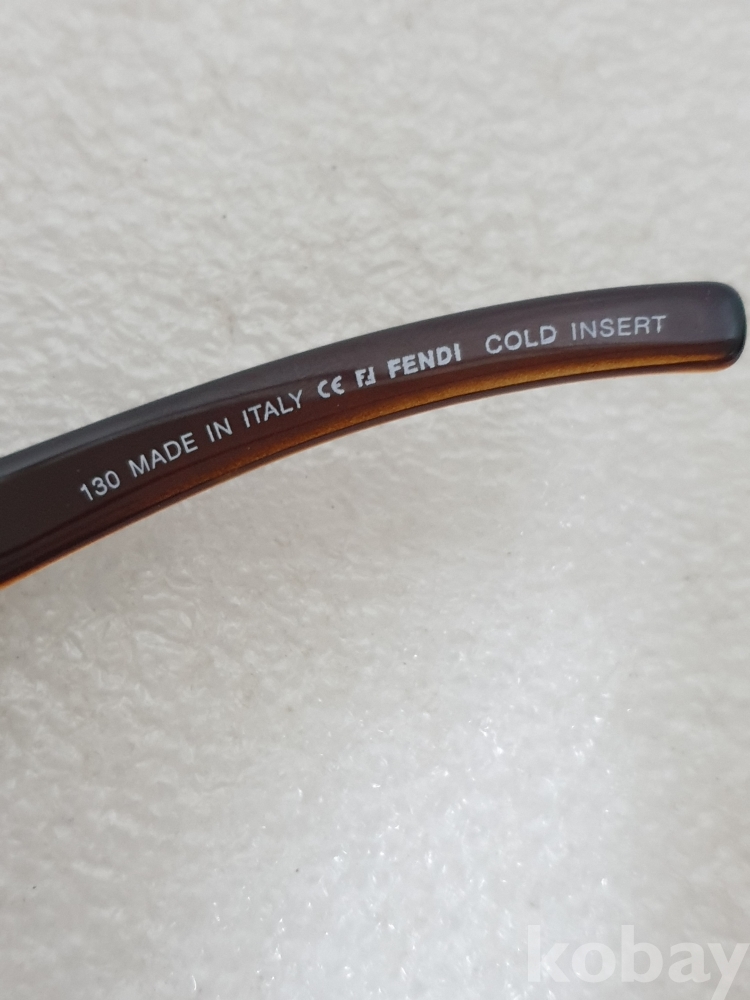 130 MADE IN ITALY CE FF FENDI COLD INSERT
kobay